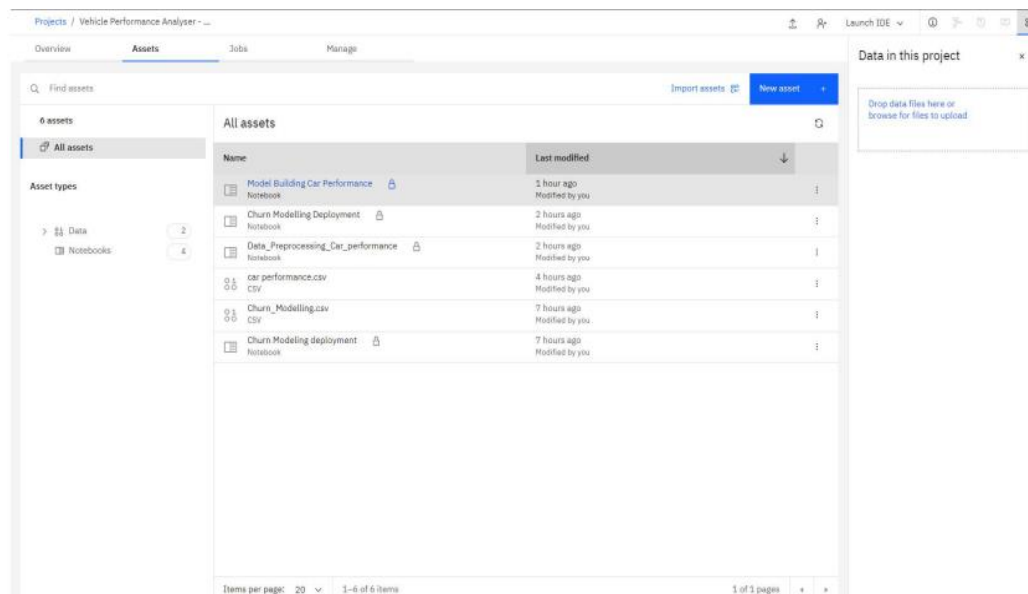 Projects / Vehicle Performance Analyser - ...
Launch IDE
Overview Assets Jobs Manage
Data in this project
Find assets
Import assets
New asset +
Drop data files here or
browse for files to upload
6 assets
All assets
All assets
Name Last modified
Asset types
Data 2
Notebooks 4
Model Building Car Performance 1 hour ago
Notebook Modified by you
Churn Modelling Deployment 2 hours ago
Notebook Modified by you
Data_Preprocessing_Car_performance 2 hours ago
Notebook Modified by you
car performance.csv 4 hours ago
CSV Modified by you
Churn_Modelling.csv 7 hours ago
CSV Modified by you
Churn Modeling deployment 7 hours ago
Notebook Modified by you
Items per page: 20 1–6 of 6 items 1 of 1 pages